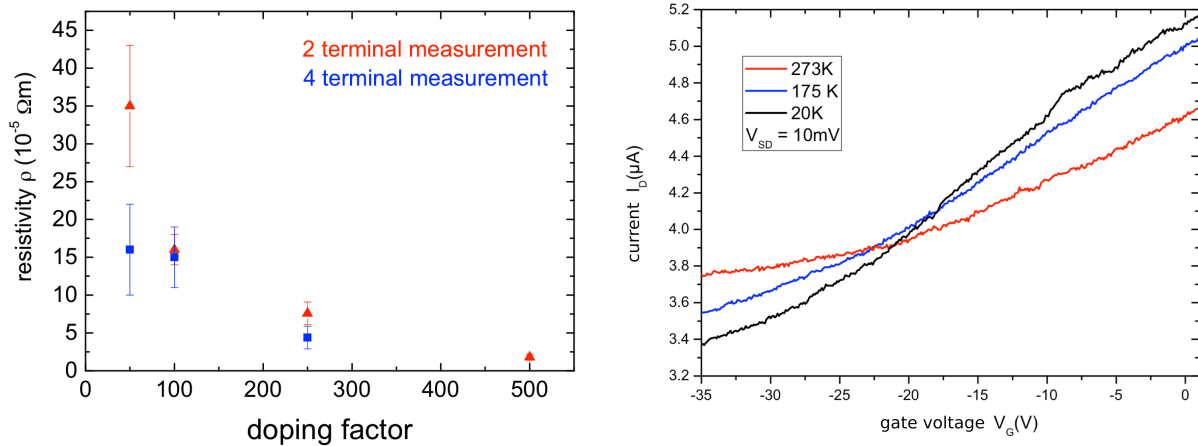 45
40
35
30
25
20
15
10
5
0
resistivity ρ (10⁻⁵ Ωm)
2 terminal measurement
4 terminal measurement
0 100 200 300 400 500
doping factor
5.2
5.0
4.8
4.6
4.4
4.2
4.0
3.8
3.6
3.4
3.2
current I_D(μA)
273K
175 K
20K
V_SD = 10mV
-35 -30 -25 -20 -15 -10 -5 0
gate voltage V_G(V)